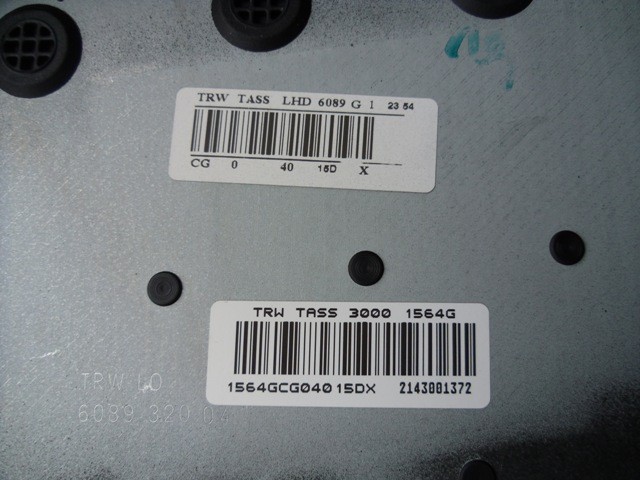 TRW TASS LHD 6089 G 1 23 54
CG 0 40 15D X
TRW TASS 3000 1564G
1564GCG04015DX 2143001372
TRW LO
6089 320 0